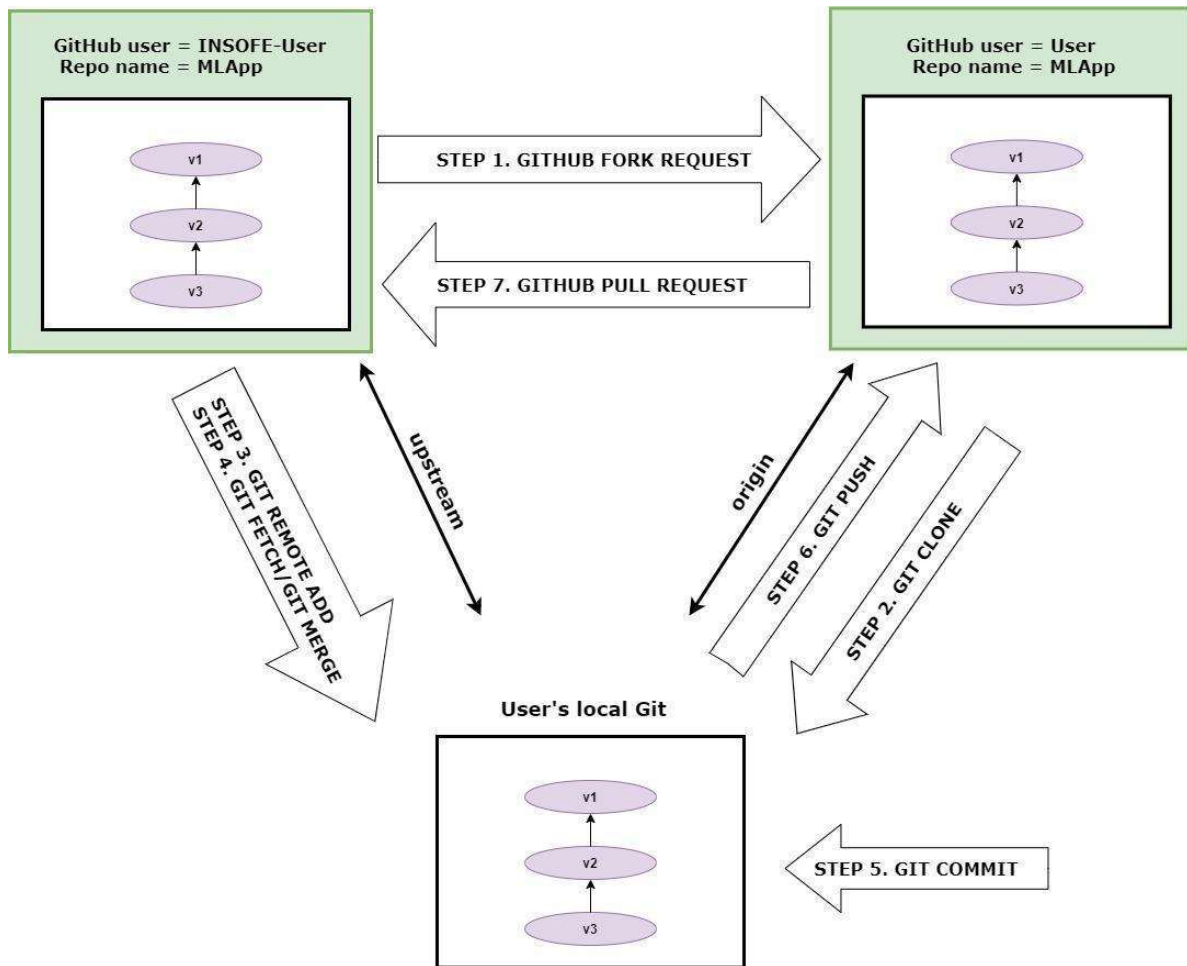 GitHub user = INSOFE-User
Repo name = MLApp
v1
v2
v3
STEP 1. GITHUB FORK REQUEST
STEP 7. GITHUB PULL REQUEST
GitHub user = User
Repo name = MLApp
v1
v2
v3
STEP 3. GIT REMOTE ADD
STEP 4. GIT FETCH/GIT MERGE
upstream
origin
STEP 6. GIT PUSH
STEP 2. GIT CLONE
User's local Git
v1
v2
v3
STEP 5. GIT COMMIT